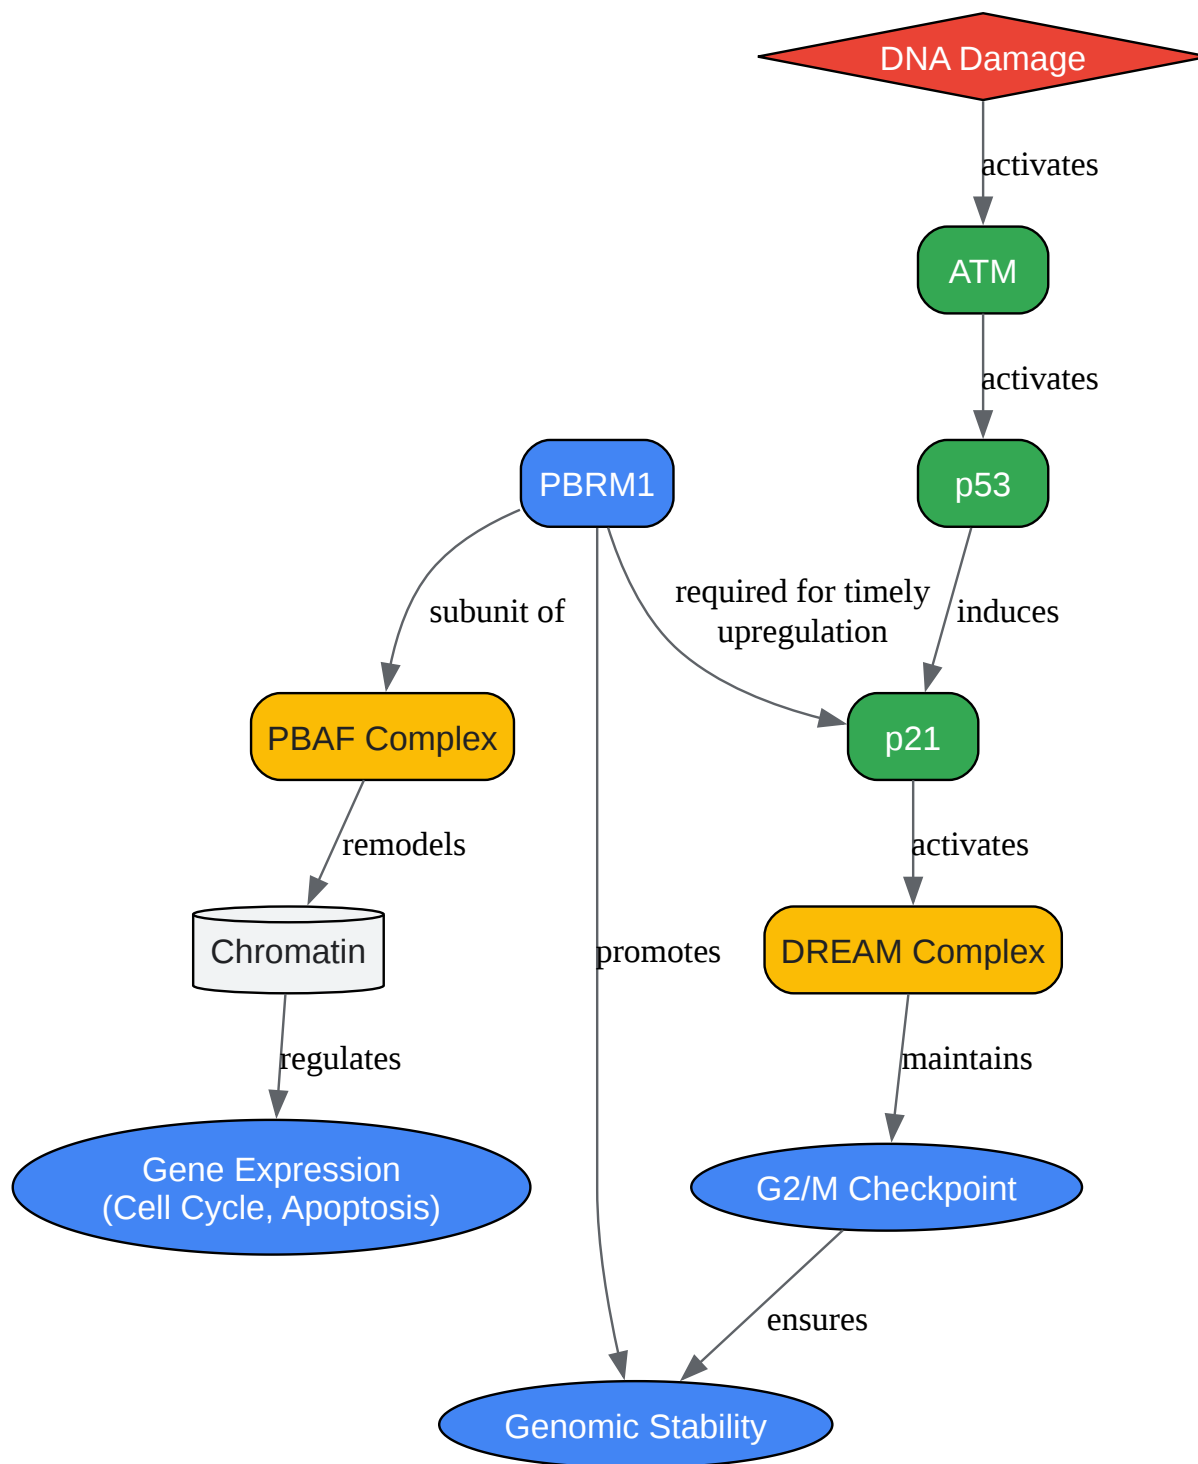 DNA Damage
activates
ATM
activates
PBRM1
p53
required for timely
upregulation
subunit of
induces
PBAF Complex
p21
remodels
activates
Chromatin
promotes
DREAM Complex
regulates
maintains
Gene Expression
(Cell Cycle, Apoptosis)
G2/M Checkpoint
ensures
Genomic Stability